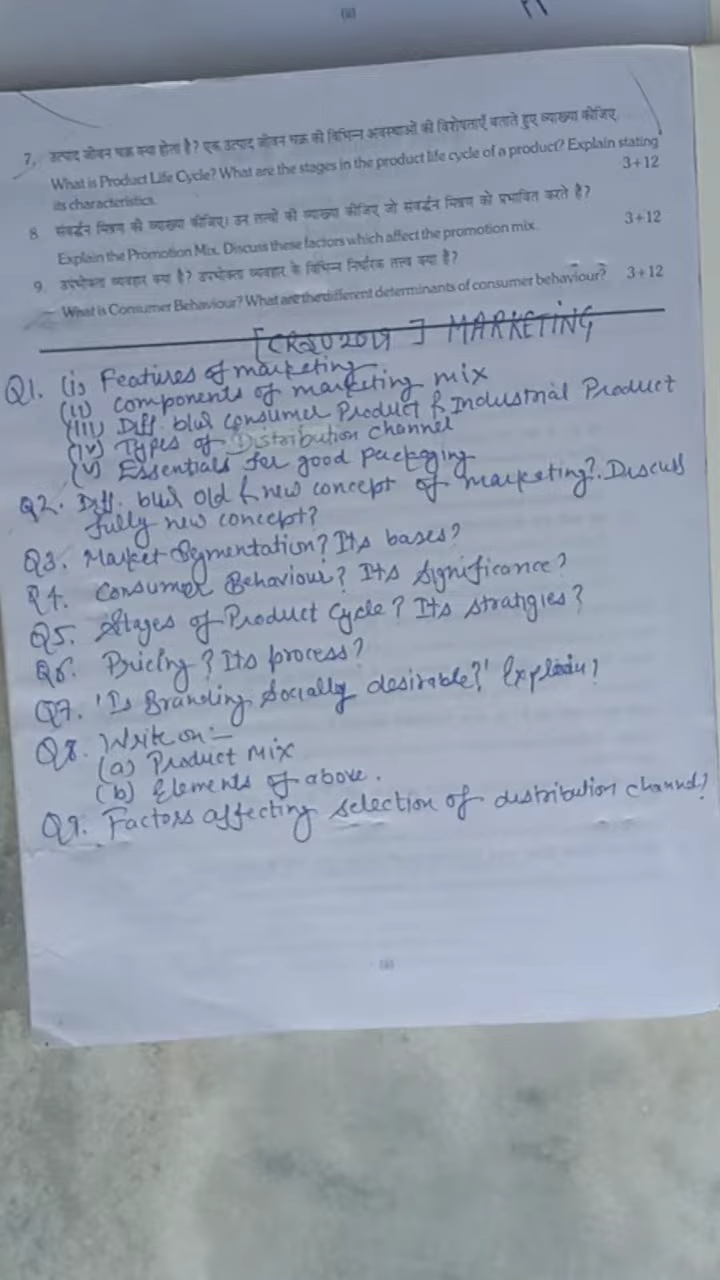 7. उत्पाद जीवन चक्र क्या होता है? एक उत्पाद जीवन चक्र की विभिन्न अवस्थाओं की विशेषताएँ बताते हुए व्याख्या कीजिए
What is Product Life Cycle? What are the stages in the product life cycle of a product? Explain stating
its characteristics. 3+12
8. संवर्द्धन मिश्रण की व्याख्या कीजिए। उन तत्वों की व्याख्या कीजिए जो संवर्द्धन मिश्रण को प्रभावित करते है?
Explain the Promotion Mix. Discuss these factors which affect the promotion mix. 3+12
9. उपभोक्ता व्यवहार क्या है? उपभोक्ता व्यवहार के विभिन्न निर्धारक तत्त्व क्या है?
What is Consumer Behaviour? What are the different determinants of consumer behaviour? 3+12
[CRSU 2019] MARKETING
Q1. (i) Features of marketing
(ii) Components of marketing mix
(iii) Diff. b/w Consumer Product & Industrial Product
(iv) Types of Distribution Channel
(v) Essentials for good packaging
Q2. Diff. b/w old & new concept of marketing? Discuss
fully new concept?
Q3. Market Segmentation? Its bases?
Q4. Consumer Behaviour? Its Significance?
Q5. Stages of Product Cycle? Its stratigies?
Q6. Pricing? Its process?
Q7. 'Is Branding Socially desirable?' Explain?
Q8. Write on:-
(a) Product Mix
(b) Elements of above.
Q9. Factors affecting selection of distribution channel?